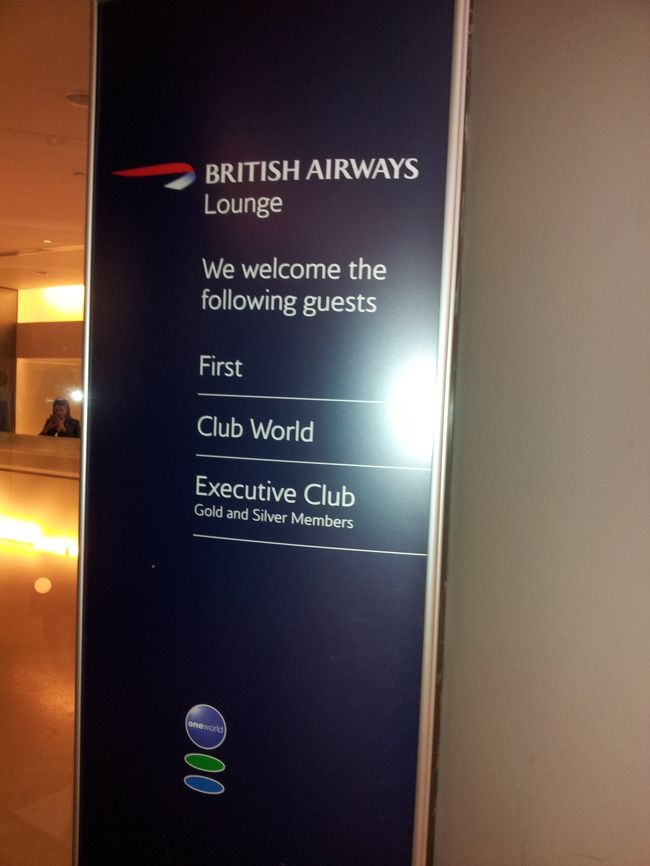 BRITISH AIRWAYS
Lounge
We welcome the
following guests
First
Club World
Executive Club
Gold and Silver Members
oneworld